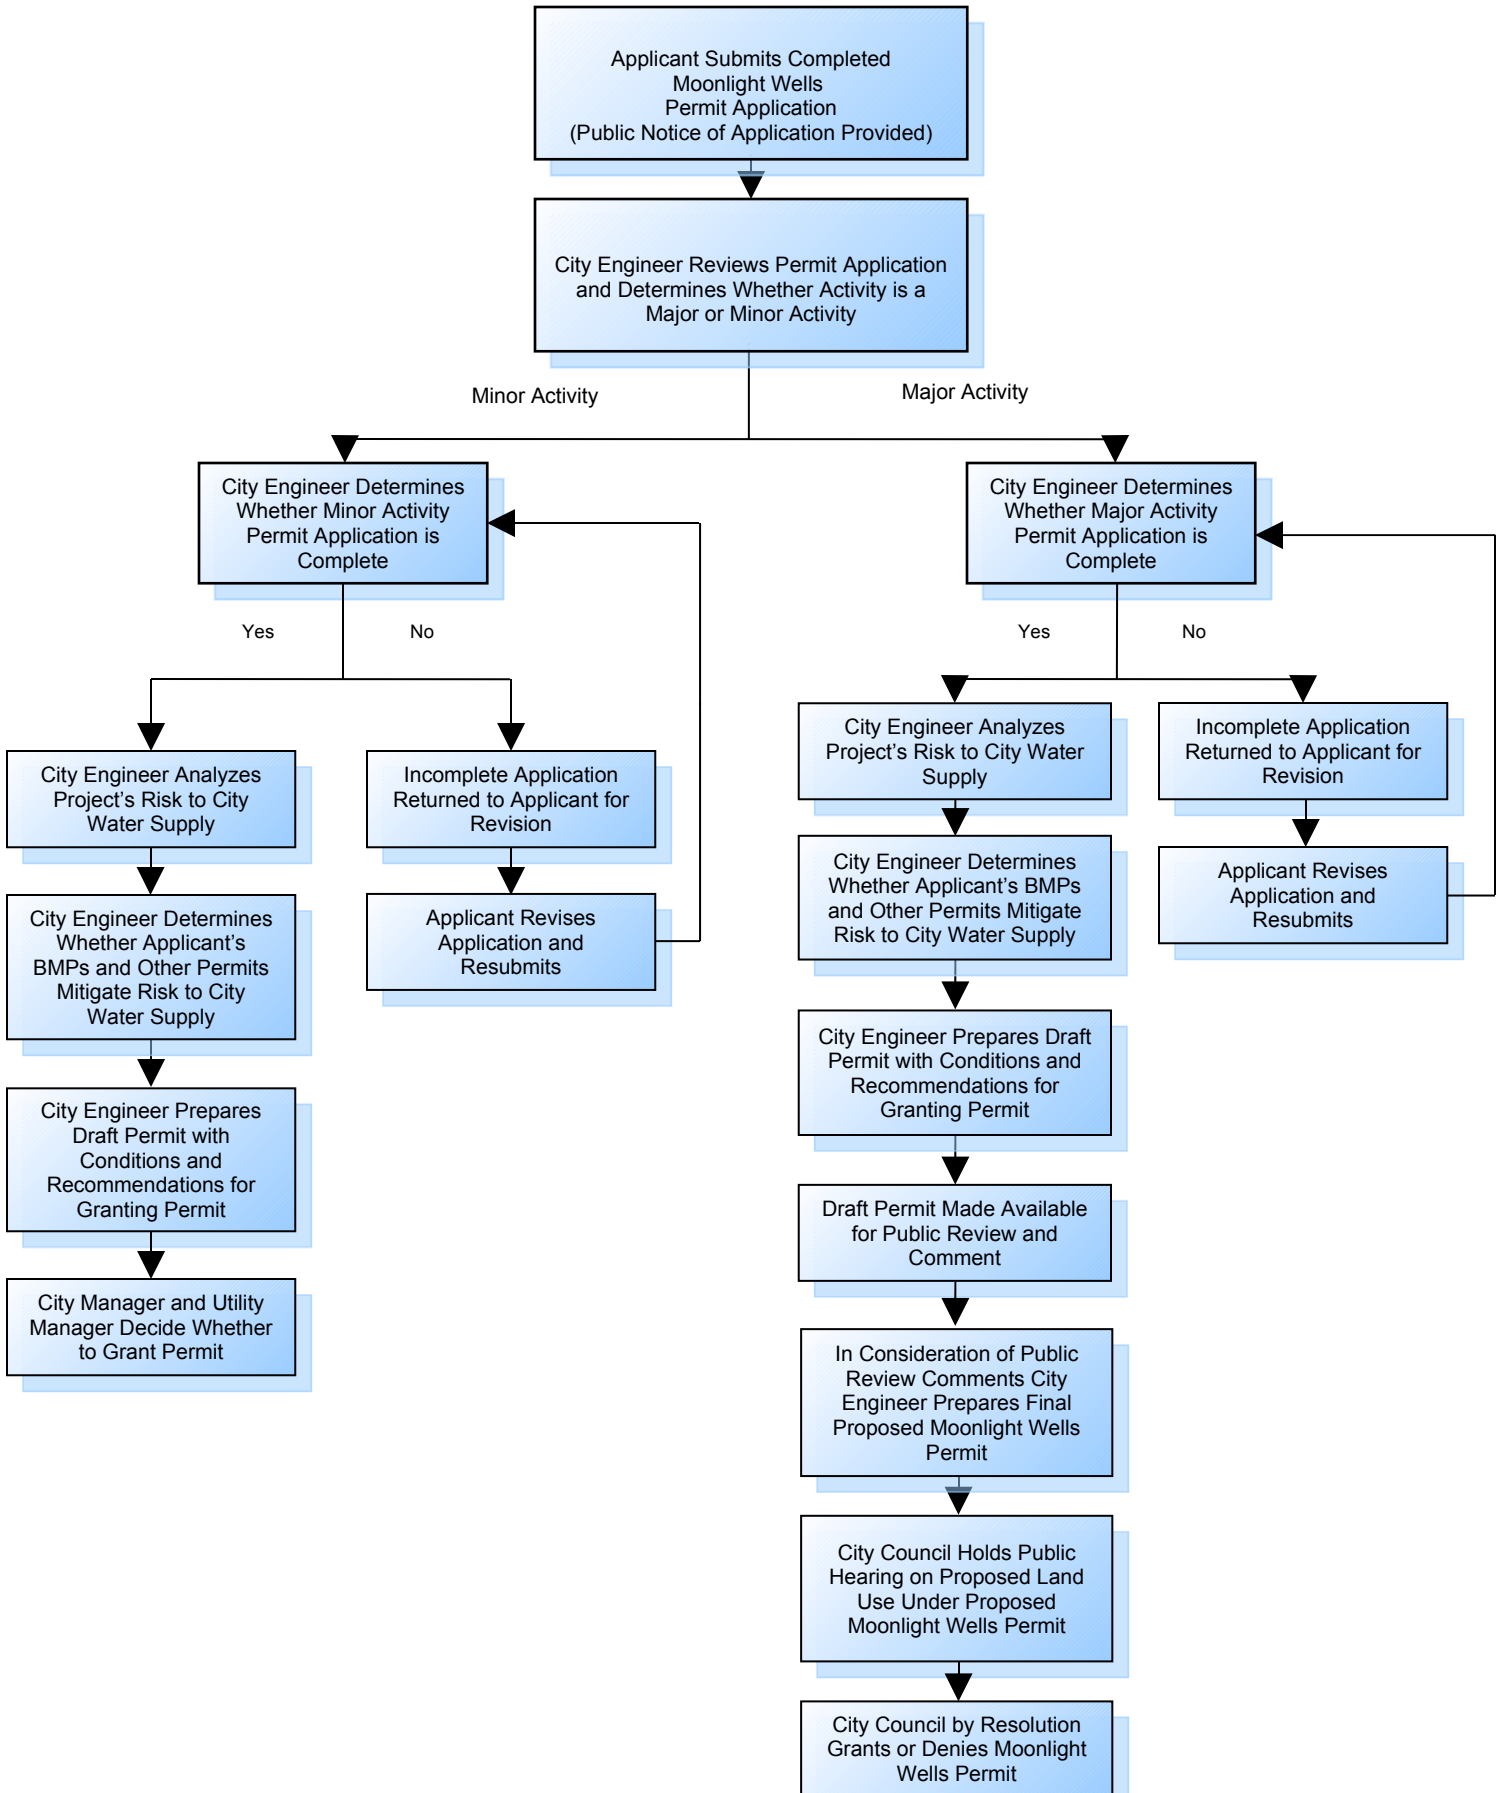 Applicant Submits Completed
Moonlight Wells
Permit Application
(Public Notice of Application Provided)
City Engineer Reviews Permit Application
and Determines Whether Activity is a
Major or Minor Activity
Minor Activity
Major Activity
City Engineer Determines
Whether Minor Activity
Permit Application is
Complete
Yes
No
City Engineer Analyzes
Project's Risk to City
Water Supply
City Engineer Determines
Whether Applicant's
BMPs and Other Permits
Mitigate Risk to City
Water Supply
City Engineer Prepares
Draft Permit with
Conditions and
Recommendations for
Granting Permit
City Manager and Utility
Manager Decide Whether
to Grant Permit
Incomplete Application
Returned to Applicant for
Revision
Applicant Revises
Application and
Resubmits
City Engineer Determines
Whether Major Activity
Permit Application is
Complete
Yes
No
City Engineer Analyzes
Project's Risk to City Water
Supply
City Engineer Determines
Whether Applicant's BMPs
and Other Permits Mitigate
Risk to City Water Supply
City Engineer Prepares Draft
Permit with Conditions and
Recommendations for
Granting Permit
Draft Permit Made Available
for Public Review and
Comment
In Consideration of Public
Review Comments City
Engineer Prepares Final
Proposed Moonlight Wells
Permit
City Council Holds Public
Hearing on Proposed Land
Use Under Proposed
Moonlight Wells Permit
City Council by Resolution
Grants or Denies Moonlight
Wells Permit
Incomplete Application
Returned to Applicant for
Revision
Applicant Revises
Application and
Resubmits